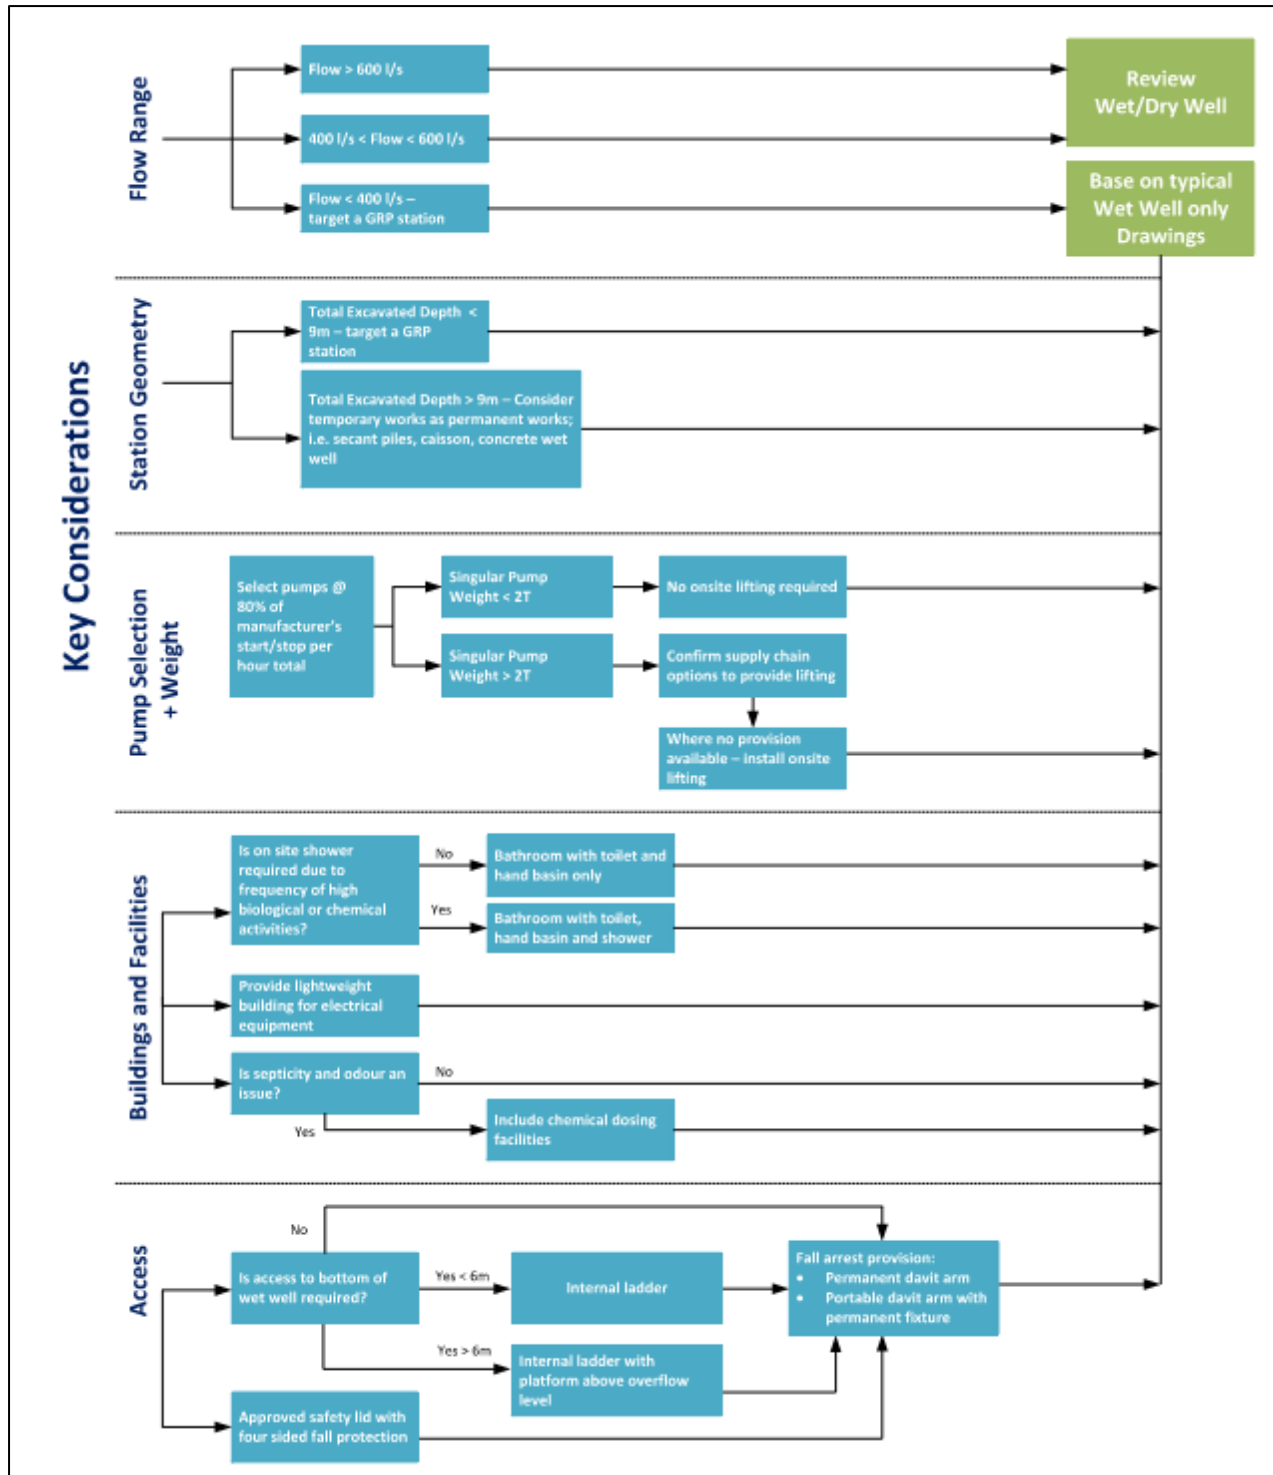 Key Considerations
Flow Range
Flow > 600 l/s
400 l/s < Flow < 600 l/s
Flow < 400 l/s –
target a GRP station
Review
Wet/Dry Well
Base on typical
Wet Well only
Drawings
Station Geometry
Total Excavated Depth <
9m – target a GRP
station
Total Excavated Depth > 9m – Consider
temporary works as permanent works;
i.e. secant piles, caisson, concrete wet
well
Pump Selection
+ Weight
Select pumps @
80% of
manufacturer's
start/stop per
hour total
Singular Pump
Weight < 2T
No onsite lifting required
Singular Pump
Weight > 2T
Confirm supply chain
options to provide lifting
Where no provision
available – install onsite
lifting
Buildings and Facilities
Is on site shower
required due to
frequency of high
biological or chemical
activities?
No
Bathroom with toilet and
hand basin only
Yes
Bathroom with toilet,
hand basin and shower
Provide lightweight
building for electrical
equipment
Is septicity and odour an
issue?
No
Yes
Include chemical dosing
facilities
Access
No
Is access to bottom of
wet well required?
Yes < 6m
Internal ladder
Fall arrest provision:
• Permanent davit arm
• Portable davit arm with
permanent fixture
Yes > 6m
Internal ladder with
platform above overflow
level
Approved safety lid with
four sided fall protection